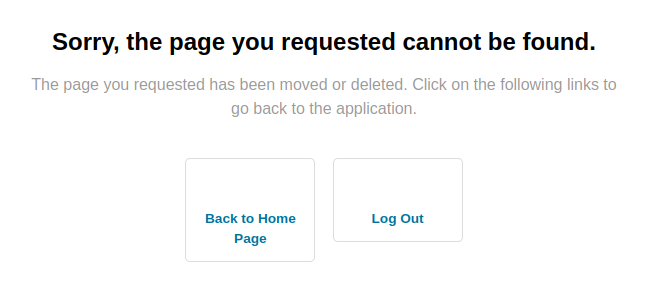 Sorry, the page you requested cannot be found.
The page you requested has been moved or deleted. Click on the following links to
go back to the application.
Back to Home
Page
Log Out